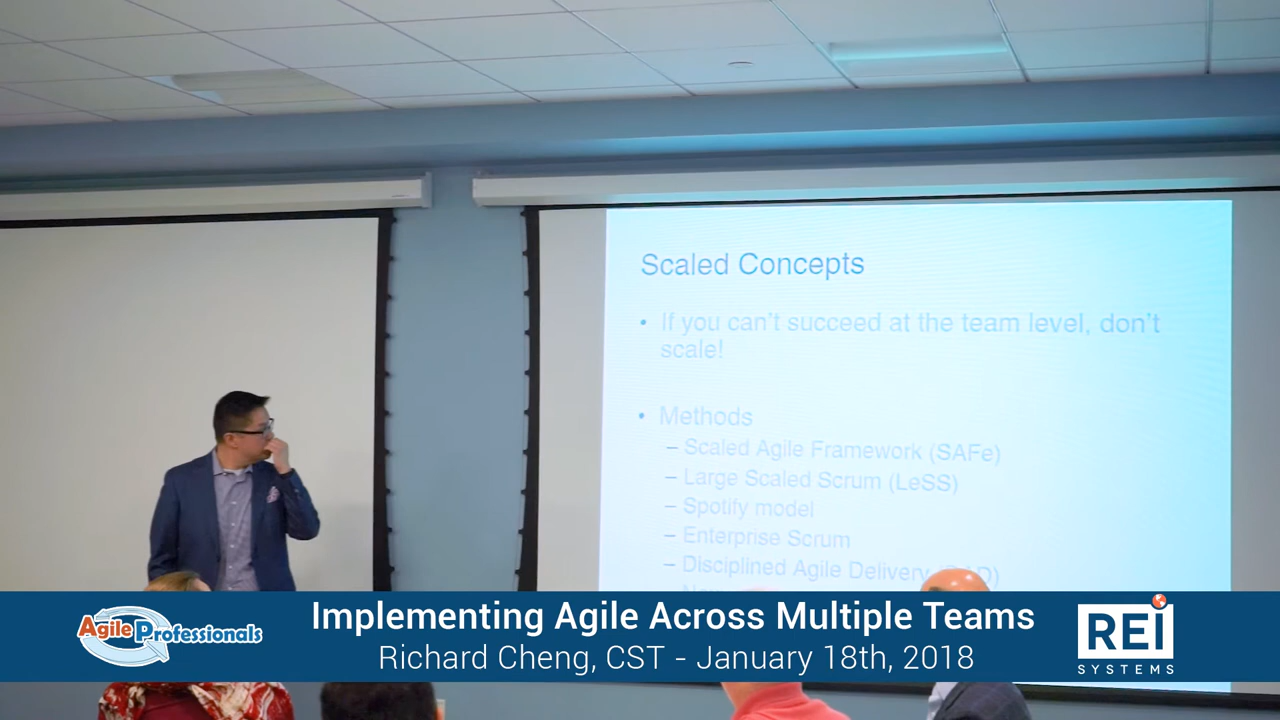 Scaled Concepts
• If you can't succeed at the team level, don't
scale!
• Methods
– Scaled Agile Framework (SAFe)
– Large Scaled Scrum (LeSS)
– Spotify model
– Enterprise Scrum
– Disciplined Agile Delivery (DAD)
Agile Professionals
Implementing Agile Across Multiple Teams
Richard Cheng, CST - January 18th, 2018
REI
SYSTEMS